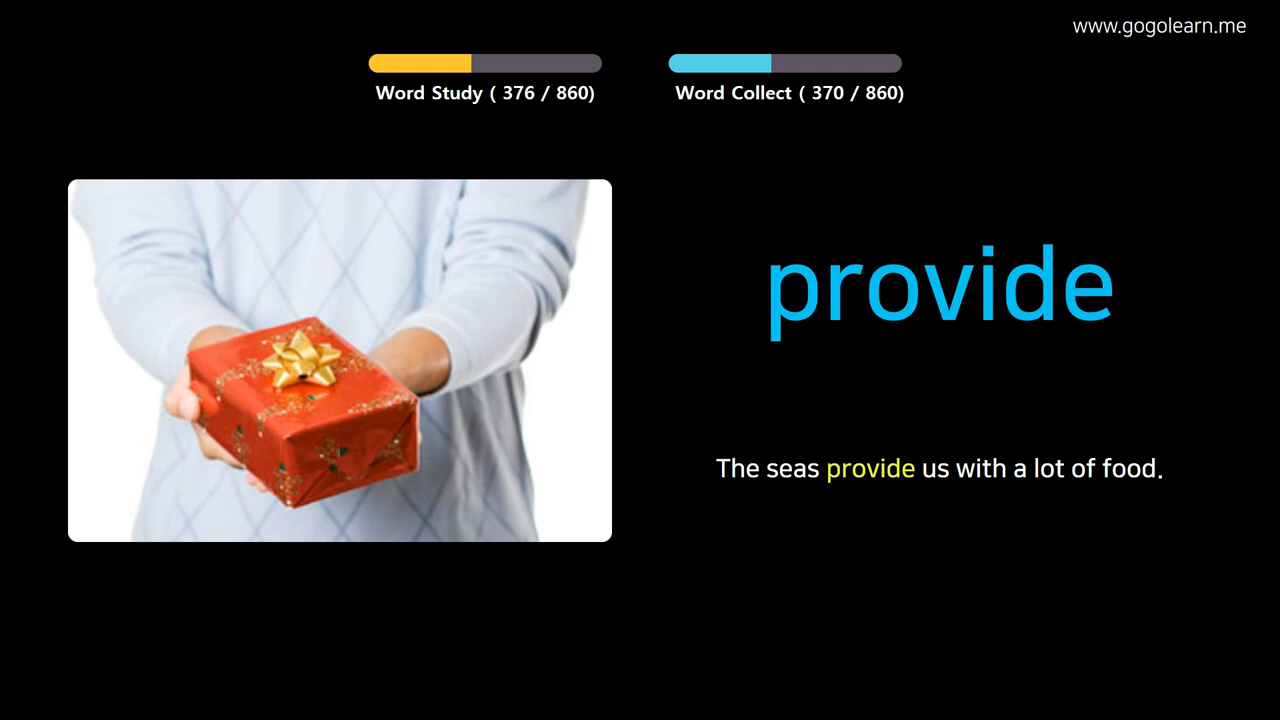 www.gogolearn.me
Word Study ( 376 / 860)
Word Collect ( 370 / 860)
provide
The seas provide us with a lot of food.